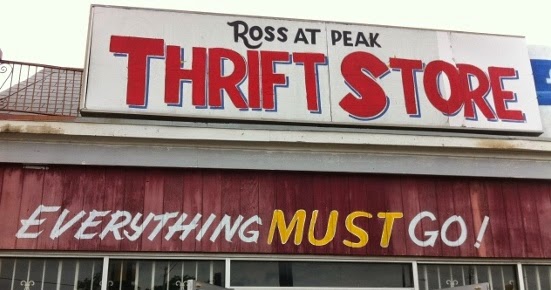 ROSS AT PEAK
THRIFT STORE
EVERYTHING MUST GO!